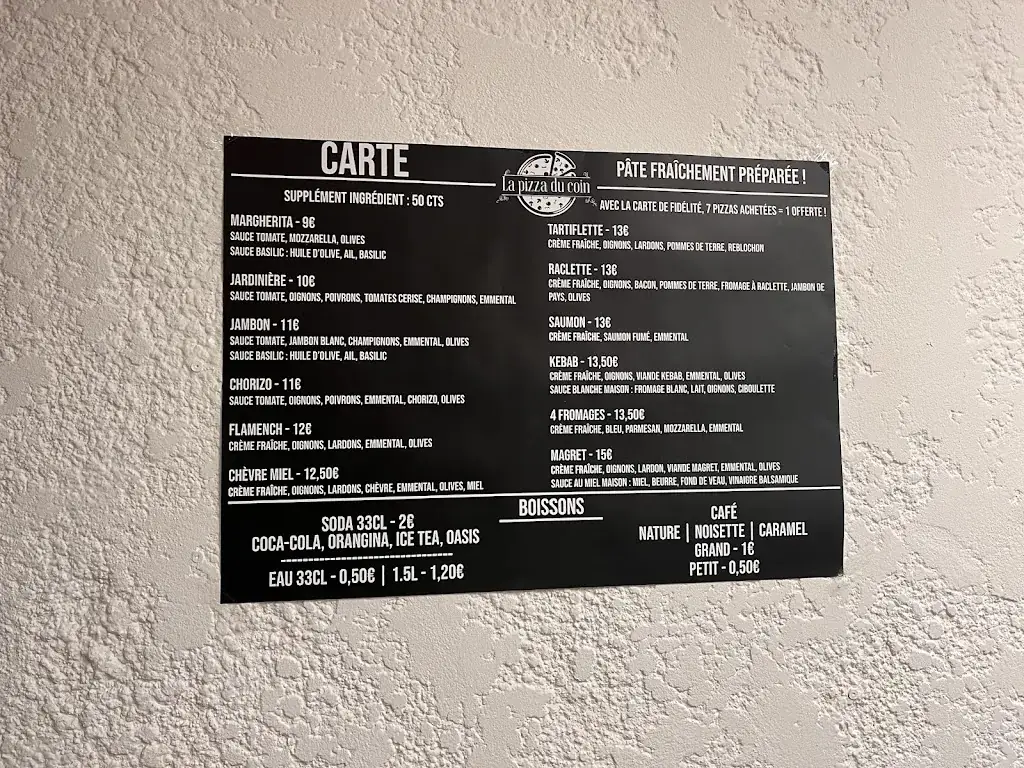 CARTE
SUPPLÉMENT INGRÉDIENT : 50 CTS
La pizza du coin
PÂTE FRAÎCHEMENT PRÉPARÉE !
AVEC LA CARTE DE FIDÉLITÉ, 7 PIZZAS ACHETÉES = 1 OFFERTE !
MARGHERITA - 9€
SAUCE TOMATE, MOZZARELLA, OLIVES
SAUCE BASILIC : HUILE D'OLIVE, AIL, BASILIC
JARDINIÈRE - 10€
SAUCE TOMATE, OIGNONS, POIVRONS, TOMATES CERISE, CHAMPIGNONS, EMMENTAL
JAMBON - 11€
SAUCE TOMATE, JAMBON BLANC, CHAMPIGNONS, EMMENTAL, OLIVES
SAUCE BASILIC : HUILE D'OLIVE, AIL, BASILIC
CHORIZO - 11€
SAUCE TOMATE, OIGNONS, POIVRONS, EMMENTAL, CHORIZO, OLIVES
FLAMENCH - 12€
CRÈME FRAÎCHE, OIGNONS, LARDONS, EMMENTAL, OLIVES
CHÈVRE MIEL - 12,50€
CRÈME FRAÎCHE, OIGNONS, LARDONS, CHÈVRE, EMMENTAL, OLIVES, MIEL
TARTIFLETTE - 13€
CRÈME FRAÎCHE, OIGNONS, LARDONS, POMMES DE TERRE, REBLOCHON
RACLETTE - 13€
CRÈME FRAÎCHE, OIGNONS, BACON, POMMES DE TERRE, FROMAGE À RACLETTE, JAMBON DE
PAYS, OLIVES
SAUMON - 13€
CRÈME FRAÎCHE, SAUMON FUMÉ, EMMENTAL
KEBAB - 13,50€
CRÈME FRAÎCHE, OIGNONS, VIANDE KEBAB, EMMENTAL, OLIVES
SAUCE BLANCHE MAISON : FROMAGE BLANC, LAIT, OIGNONS, CIBOULETTE
4 FROMAGES - 13,50€
CRÈME FRAÎCHE, BLEU, PARMESAN, MOZZARELLA, EMMENTAL
MAGRET - 15€
CRÈME FRAÎCHE, OIGNONS, LARDON, VIANDE MAGRET, EMMENTAL, OLIVES
SAUCE AU MIEL MAISON : MIEL, BEURRE, FOND DE VEAU, VINAIGRE BALSAMIQUE
BOISSONS
SODA 33CL - 2€
COCA-COLA, ORANGINA, ICE TEA, OASIS
--------------------------------
EAU 33CL - 0,50€ | 1.5L - 1,20€
CAFÉ
NATURE | NOISETTE | CARAMEL
GRAND - 1€
PETIT - 0,50€